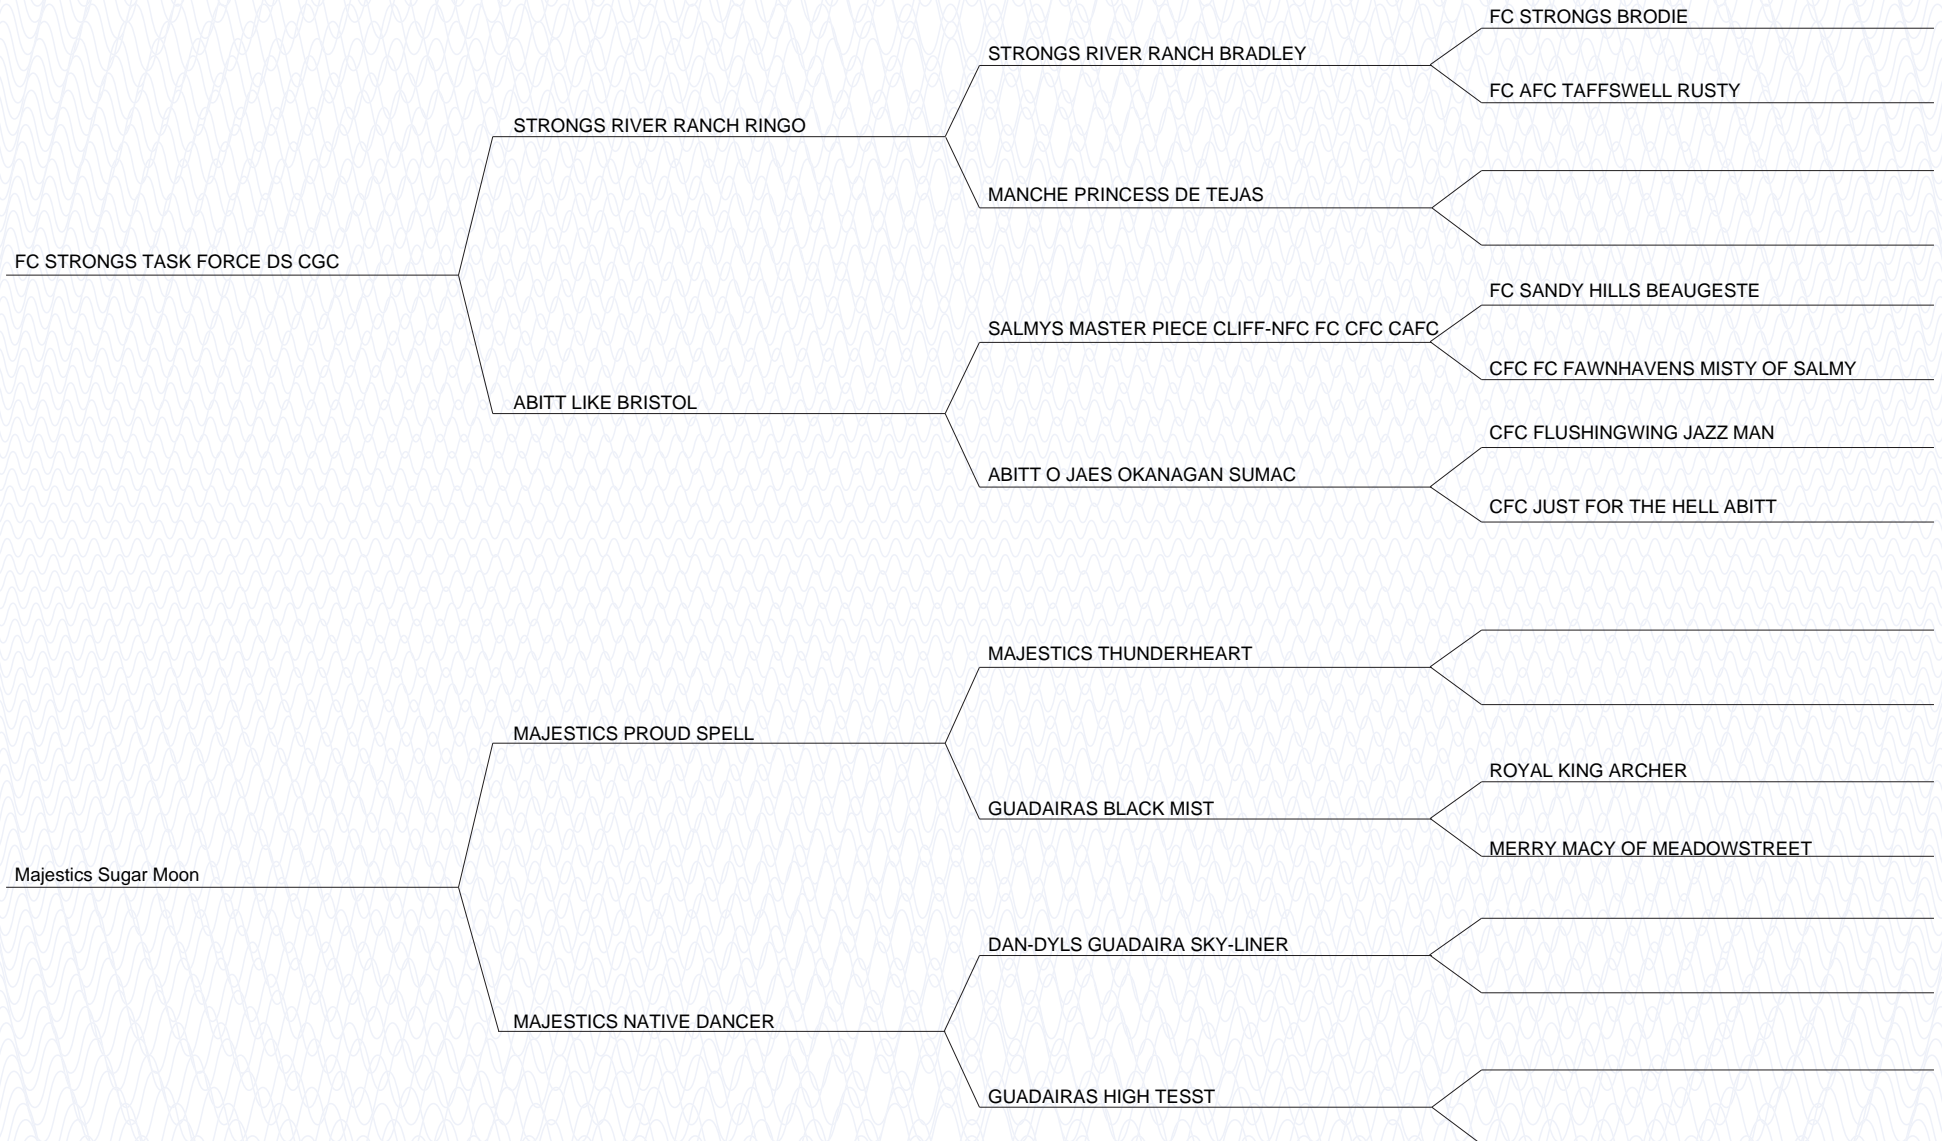 FC STRONGS BRODIE
STRONGS RIVER RANCH BRADLEY
FC AFC TAFFSWELL RUSTY
STRONGS RIVER RANCH RINGO
MANCHE PRINCESS DE TEJAS
FC STRONGS TASK FORCE DS CGC
FC SANDY HILLS BEAUGESTE
SALMYS MASTER PIECE CLIFF-NFC FC CFC CAFC
CFC FC FAWNHAVENS MISTY OF SALMY
ABITT LIKE BRISTOL
CFC FLUSHINGWING JAZZ MAN
ABITT O JAES OKANAGAN SUMAC
CFC JUST FOR THE HELL ABITT
MAJESTICS THUNDERHEART
MAJESTICS PROUD SPELL
ROYAL KING ARCHER
GUADAIRAS BLACK MIST
MERRY MACY OF MEADOWSTREET
Majestics Sugar Moon
DAN-DYLS GUADAIRA SKY-LINER
MAJESTICS NATIVE DANCER
GUADAIRAS HIGH TESST